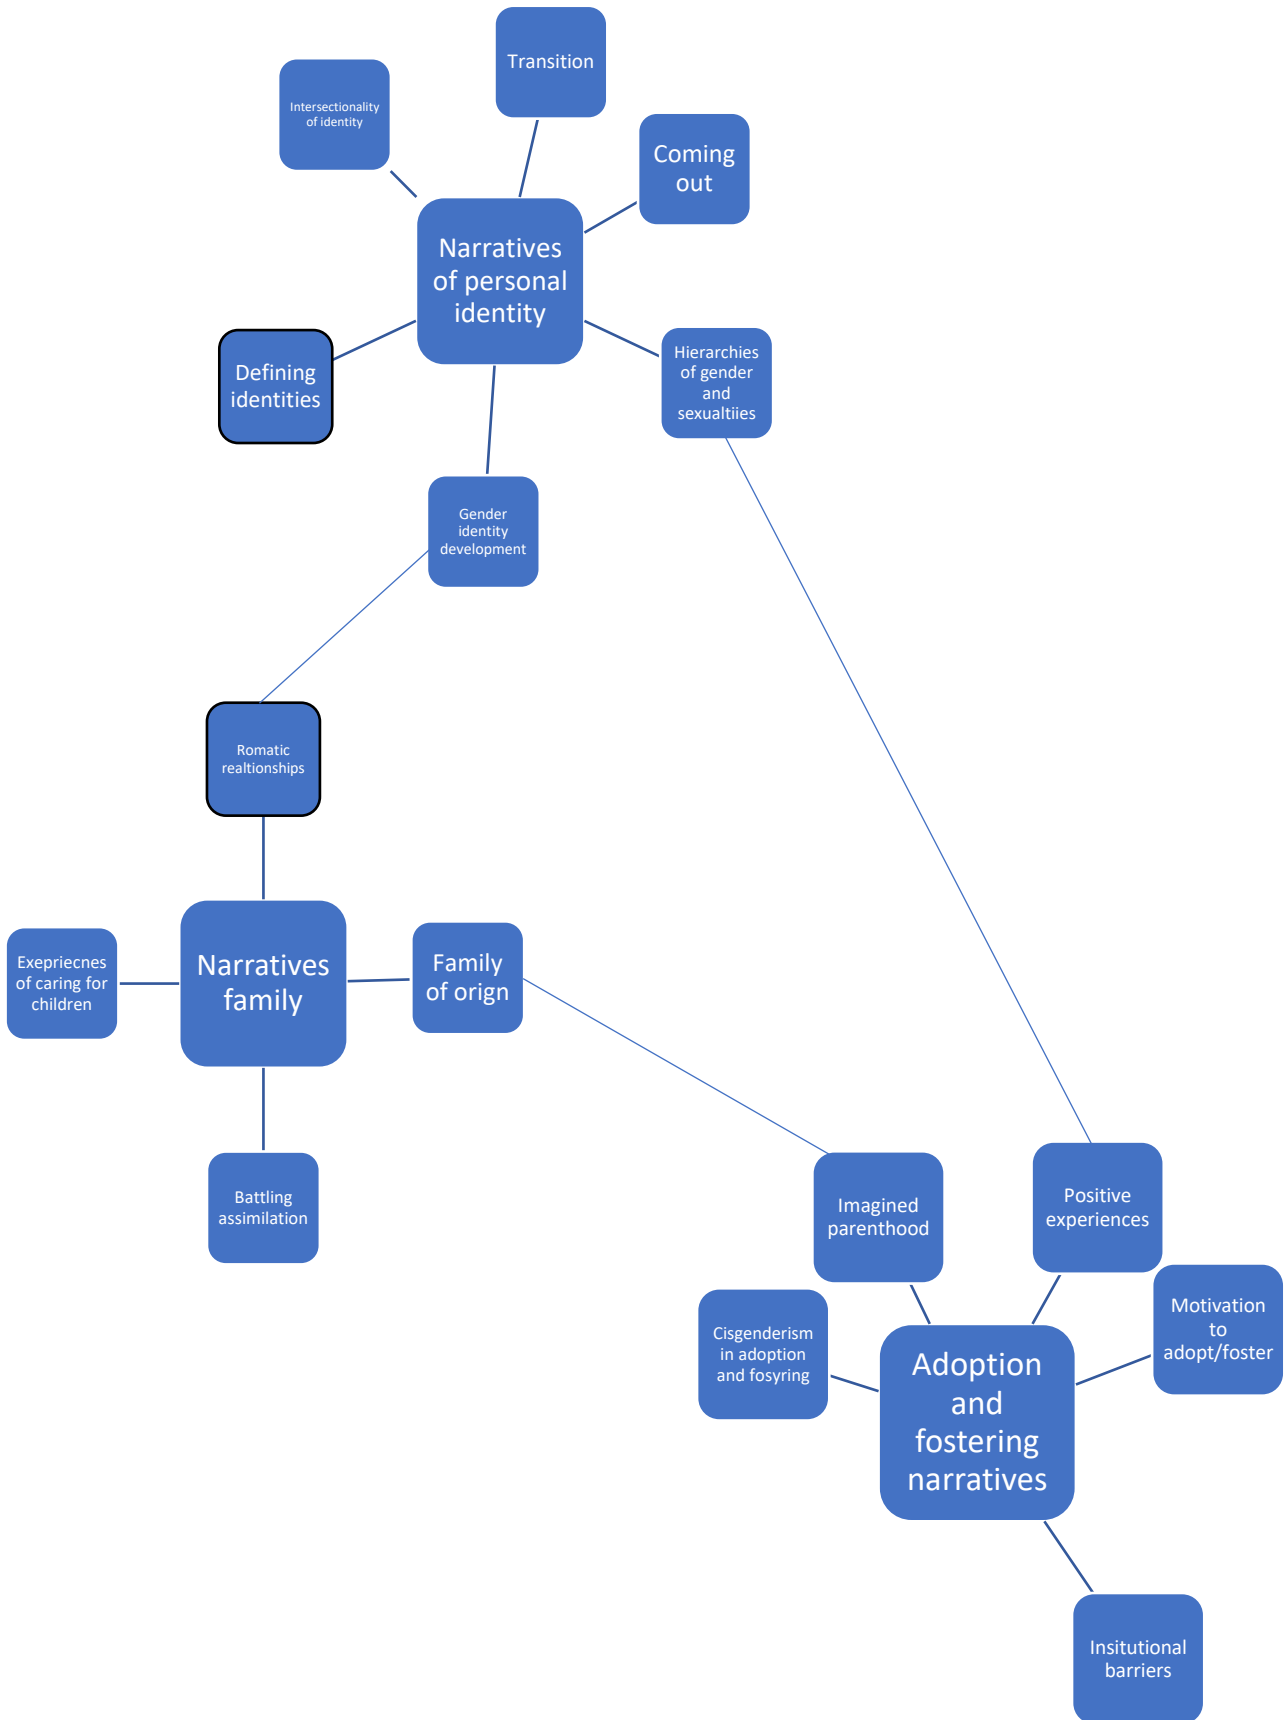 Transition
Intersectionality
of identity
Coming
out
Narratives
of personal
identity
Hierarchies
of gender
and
sexualtiies
Defining
identities
Gender
identity
development
Romatic
realtionships
Narratives
family
Family
of orign
Exepriecnes
of caring for
children
Battling
assimilation
Imagined
parenthood
Positive
experiences
Motivation
to
adopt/foster
Cisgenderism
in adoption
and fosyring
Adoption
and
fostering
narratives
Insitutional
barriers